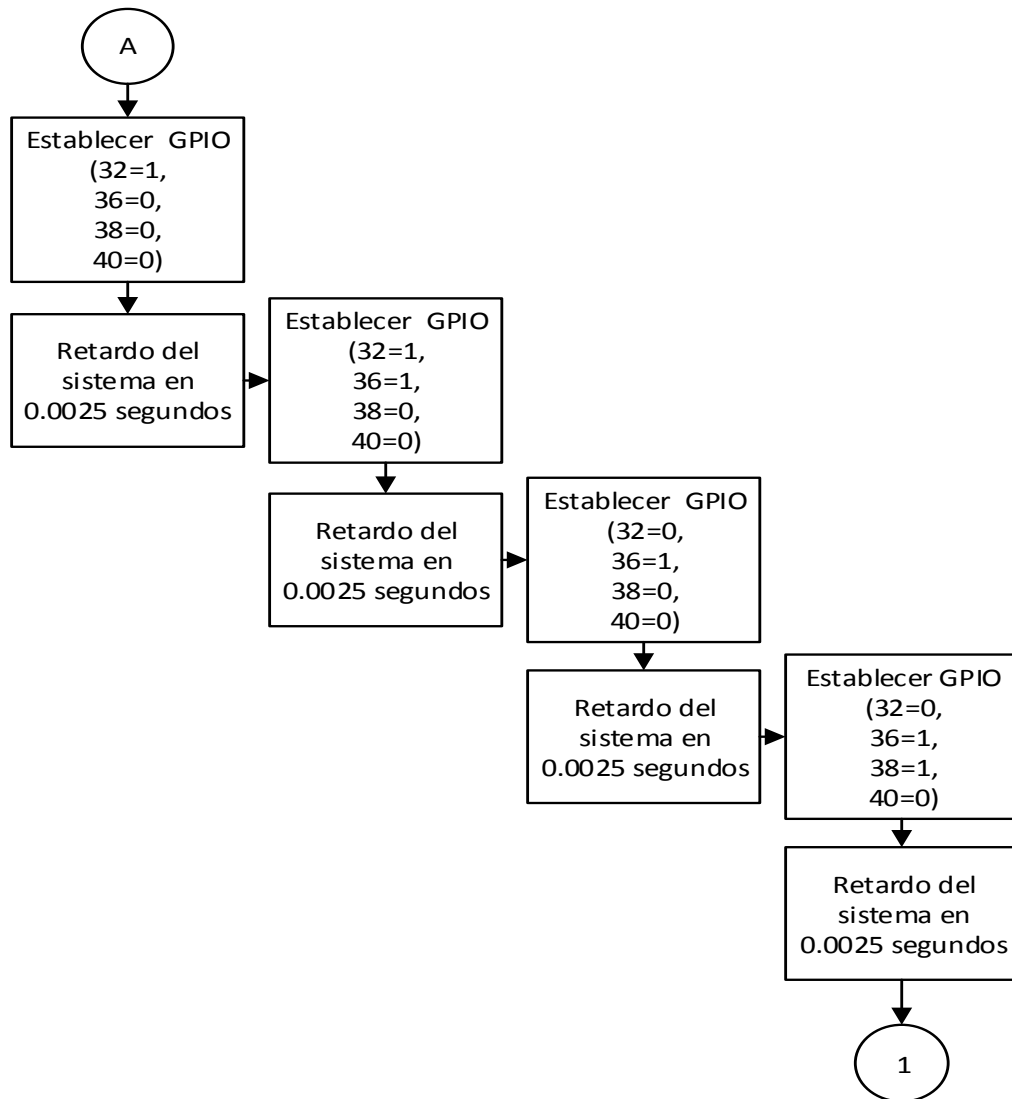 A
Establecer GPIO
(32=1,
36=0,
38=0,
40=0)
Retardo del
sistema en
0.0025 segundos
Establecer GPIO
(32=1,
36=1,
38=0,
40=0)
Retardo del
sistema en
0.0025 segundos
Establecer GPIO
(32=0,
36=1,
38=0,
40=0)
Retardo del
sistema en
0.0025 segundos
Establecer GPIO
(32=0,
36=1,
38=1,
40=0)
Retardo del
sistema en
0.0025 segundos
1